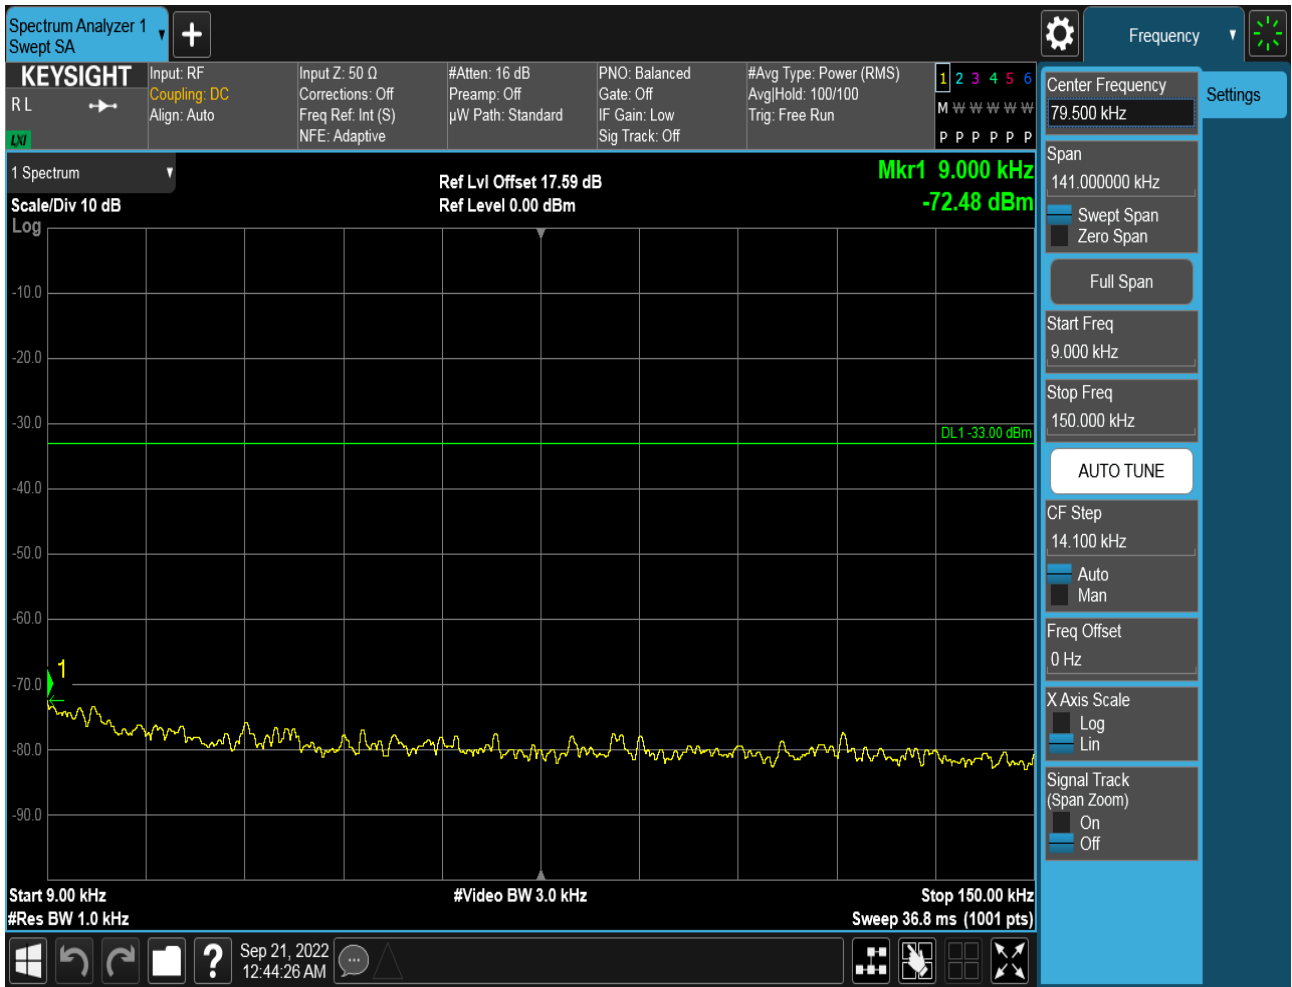 Spectrum Analyzer 1
Swept SA
Frequency
KEYSIGHT
R L
LXI
Input: RF
Coupling: DC
Align: Auto
Input Z: 50 Ω
Corrections: Off
Freq Ref: Int (S)
NFE: Adaptive
#Atten: 16 dB
Preamp: Off
µW Path: Standard
PNO: Balanced
Gate: Off
IF Gain: Low
Sig Track: Off
#Avg Type: Power (RMS)
Avg|Hold: 100/100
Trig: Free Run
1 2 3 4 5 6
M W W W W W
P P P P P P
1 Spectrum
Scale/Div 10 dB
Log
Ref Lvl Offset 17.59 dB
Ref Level 0.00 dBm
Mkr1 9.000 kHz
-72.48 dBm
-10.0
-20.0
-30.0
DL1 -33.00 dBm
-40.0
-50.0
-60.0
1
-70.0
-80.0
-90.0
Start 9.00 kHz
#Res BW 1.0 kHz
#Video BW 3.0 kHz
Stop 150.00 kHz
Sweep 36.8 ms (1001 pts)
Sep 21, 2022
12:44:26 AM
Center Frequency
79.500 kHz
Settings
Span
141.000000 kHz
Swept Span
Zero Span
Full Span
Start Freq
9.000 kHz
Stop Freq
150.000 kHz
AUTO TUNE
CF Step
14.100 kHz
Auto
Man
Freq Offset
0 Hz
X Axis Scale
Log
Lin
Signal Track
(Span Zoom)
On
Off